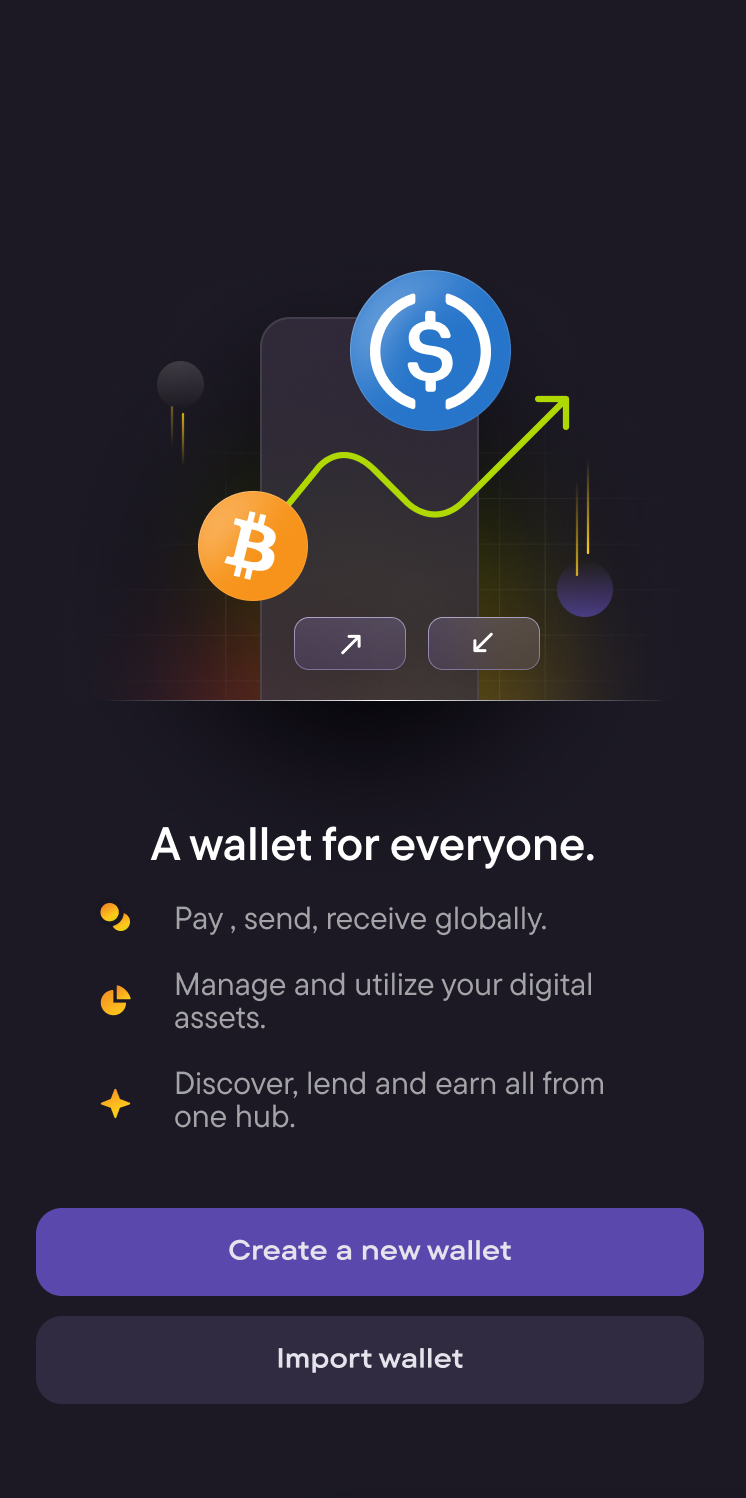 A wallet for everyone.
Pay , send, receive globally.
Manage and utilize your digital
assets.
Discover, lend and earn all from
one hub.
Create a new wallet
Import wallet